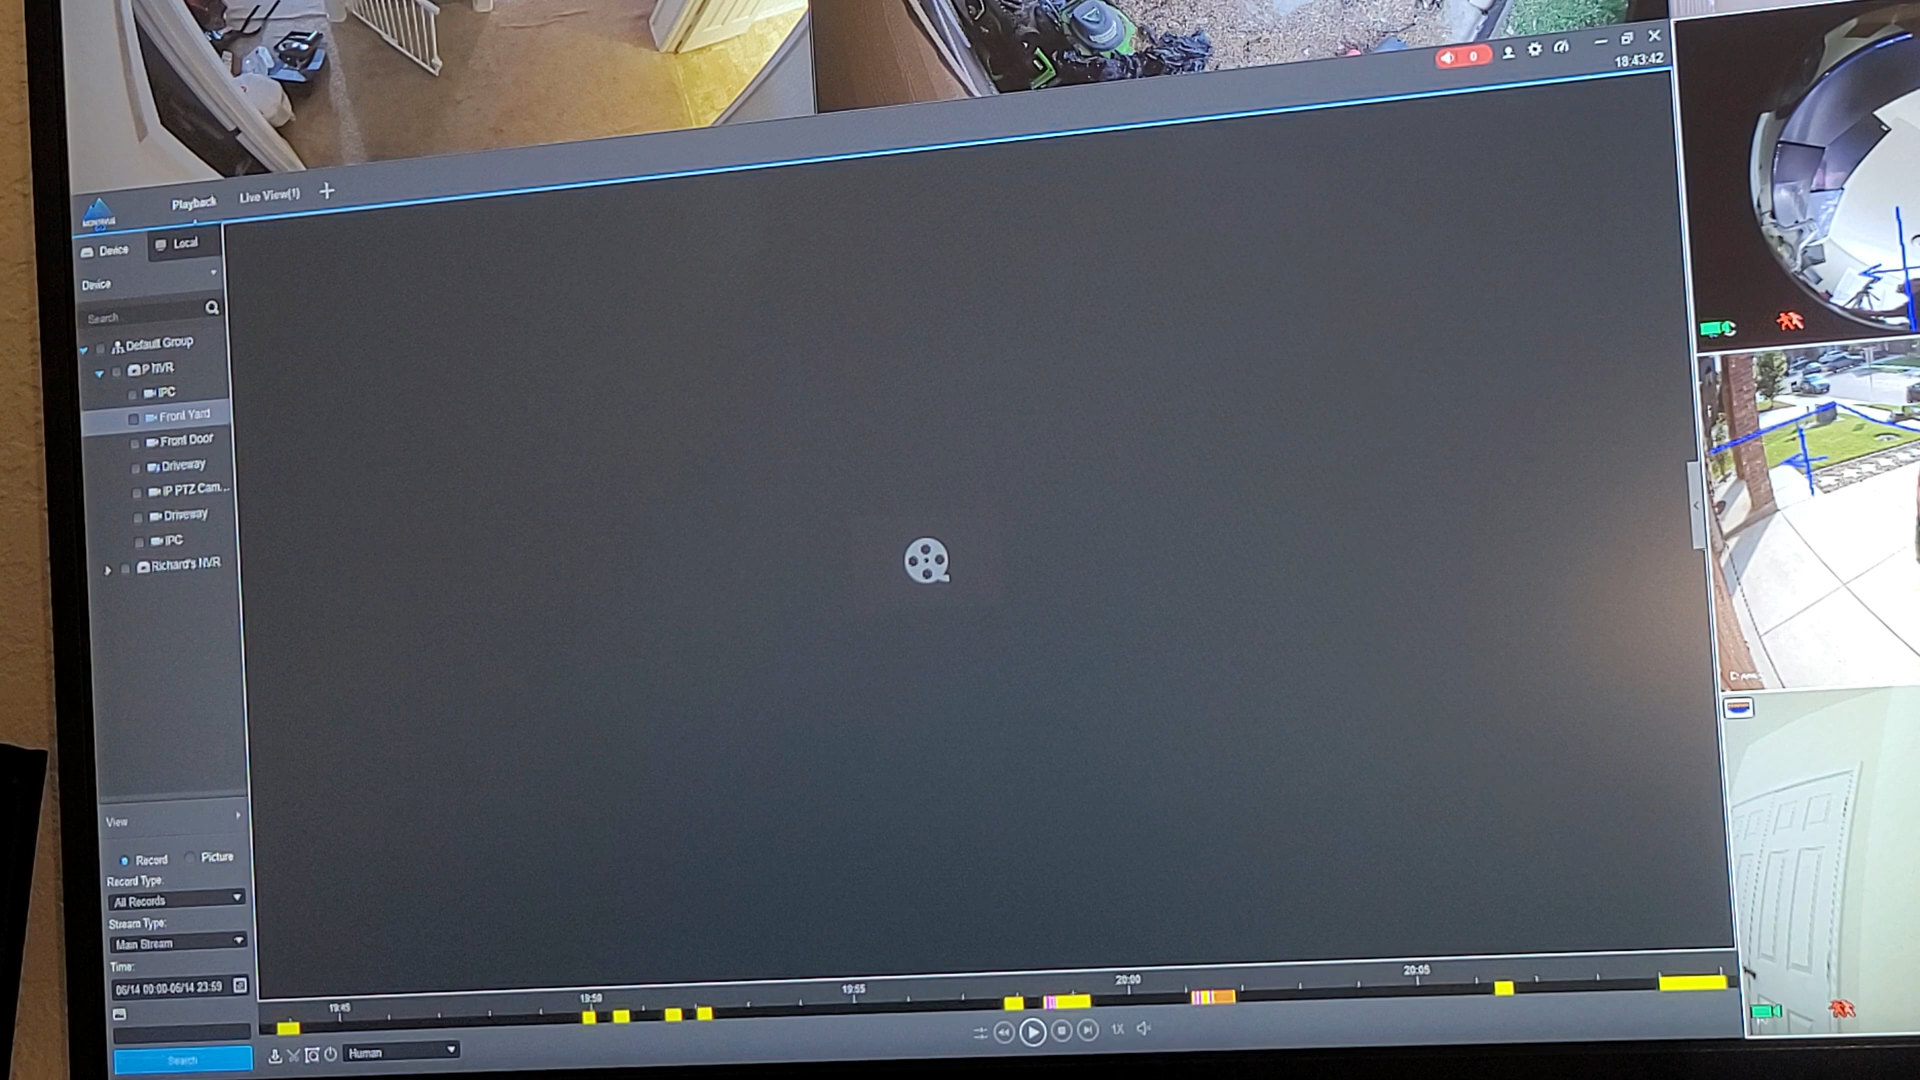 0
18:43:42
MONTAVUE
Playback
Live View(1)
Device
Local
Device
Search
Default Group
P NVR
IPC
Front Yard
Front Door
Driveway
IP PTZ Cam...
Driveway
IPC
Richard's NVR
View
Record
Picture
Record Type:
All Records
Stream Type:
Main Stream
Time:
06/14 00:00-06/14 23:59
Search
19:45
19:50
19:55
20:00
20:05
Human
1X